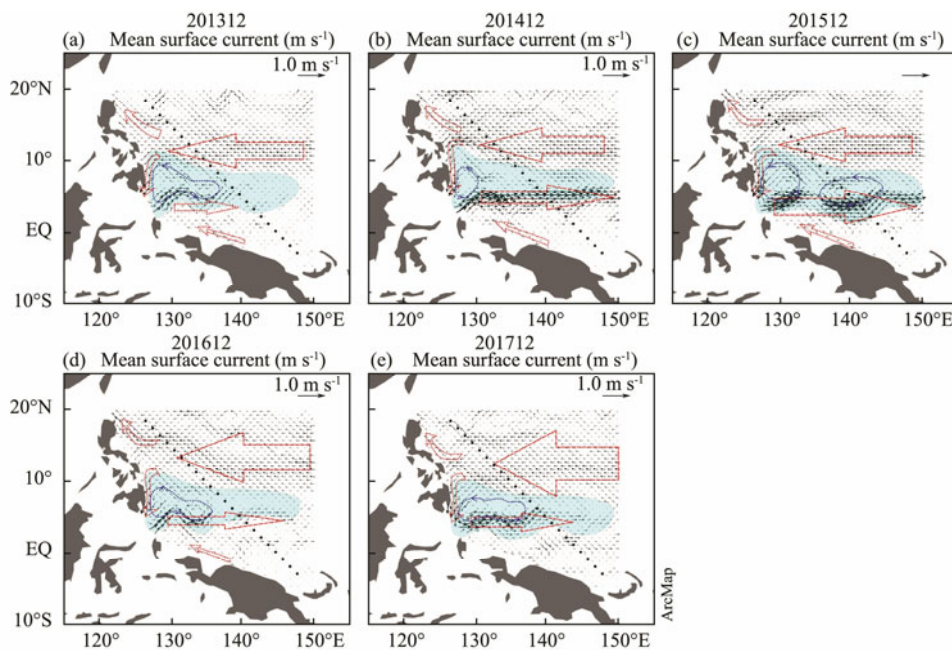 201312
(a) Mean surface current (m s⁻¹)
1.0 m s⁻¹
20°N
10°
EQ
10°S
120° 130° 140° 150°E
201412
(b) Mean surface current (m s⁻¹)
1.0 m s⁻¹
120° 130° 140° 150°E
201512
(c) Mean surface current (m s⁻¹)
120° 130° 140° 150°E
201612
(d) Mean surface current (m s⁻¹)
1.0 m s⁻¹
20°N
10°
EQ
10°S
120° 130° 140° 150°E
201712
(e) Mean surface current (m s⁻¹)
1.0 m s⁻¹
120° 130° 140° 150°E
ArcMap